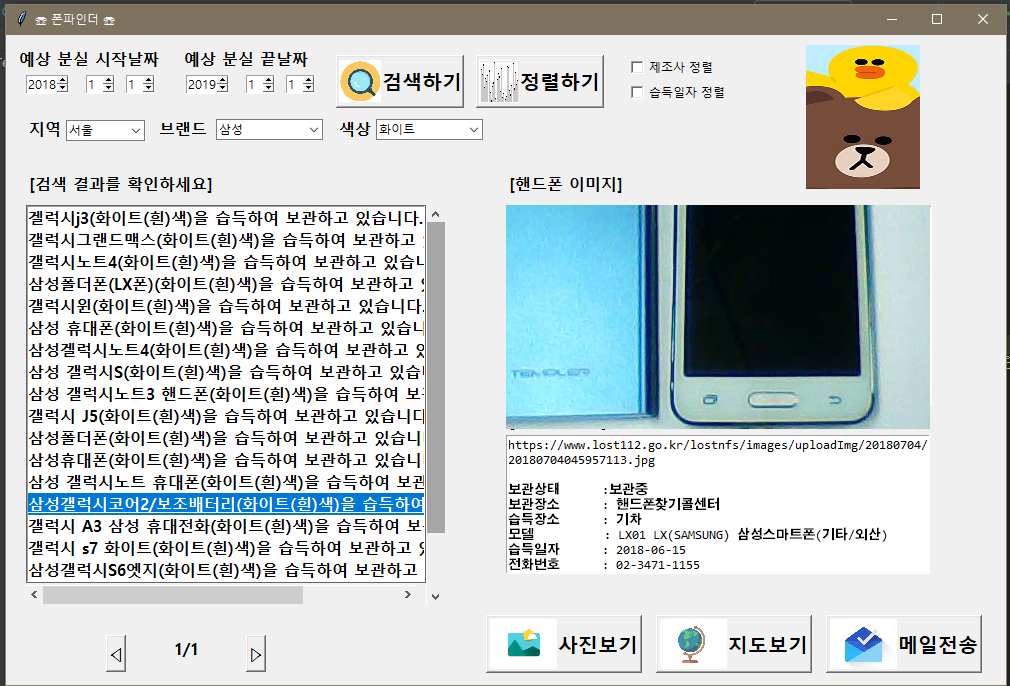 ☎ 폰파인더 ☎
예상 분실 시작날짜 예상 분실 끝날짜
2018 1 1 2019 1 1 검색하기 정렬하기
제조사 정렬
습득일자 정렬
지역 서울 브랜드 삼성 색상 화이트
[검색 결과를 확인하세요] [핸드폰 이미지]
겔럭시j3(화이트(흰)색)을 습득하여 보관하고 있습니다.
갤럭시그랜드맥스(화이트(흰)색)을 습득하여 보관하고
갤럭시노트4(화이트(흰)색)을 습득하여 보관하고 있습니
삼성폴더폰(LX폰)(화이트(흰)색)을 습득하여 보관하고
갤럭시윈(화이트(흰)색)을 습득하여 보관하고 있습니다.
삼성 휴대폰(화이트(흰)색)을 습득하여 보관하고 있습니
삼성겔럭시노트4(화이트(흰)색)을 습득하여 보관하고
삼성 갤럭시S(화이트(흰)색)을 습득하여 보관하고 있습
삼성 겔럭시노트3 핸드폰(화이트(흰)색)을 습득하여
갤럭시 J5(화이트(흰)색)을 습득하여 보관하고 있습니다
삼성폴더폰(화이트(흰)색)을 습득하여 보관하고 있습니
삼성휴대폰(화이트(흰)색)을 습득하여 보관하고 있습니
삼성 겔럭시노트 휴대폰(화이트(흰)색)을 습득하여 보관
삼성갤럭시코어2/보조배터리(화이트(흰)색)을 습득하여
갤럭시 A3 삼성 휴대전화(화이트(흰)색)을 습득하여
갤럭시 s7 화이트(화이트(흰)색)을 습득하여 보관하고
삼성갤럭시S6엣지(화이트(흰)색)을 습득하여 보관하고
TEMPLER
https://www.lost112.go.kr/lostnfs/images/uploadImg/20180704/
20180704045957113.jpg
보관상태 :보관중
보관장소 : 핸드폰찾기콜센터
습득장소 : 기차
모델 : LX01 LX(SAMSUNG) 삼성스마트폰(기타/외산)
습득일자 : 2018-06-15
전화번호 : 02-3471-1155
1/1
사진보기 지도보기 메일전송